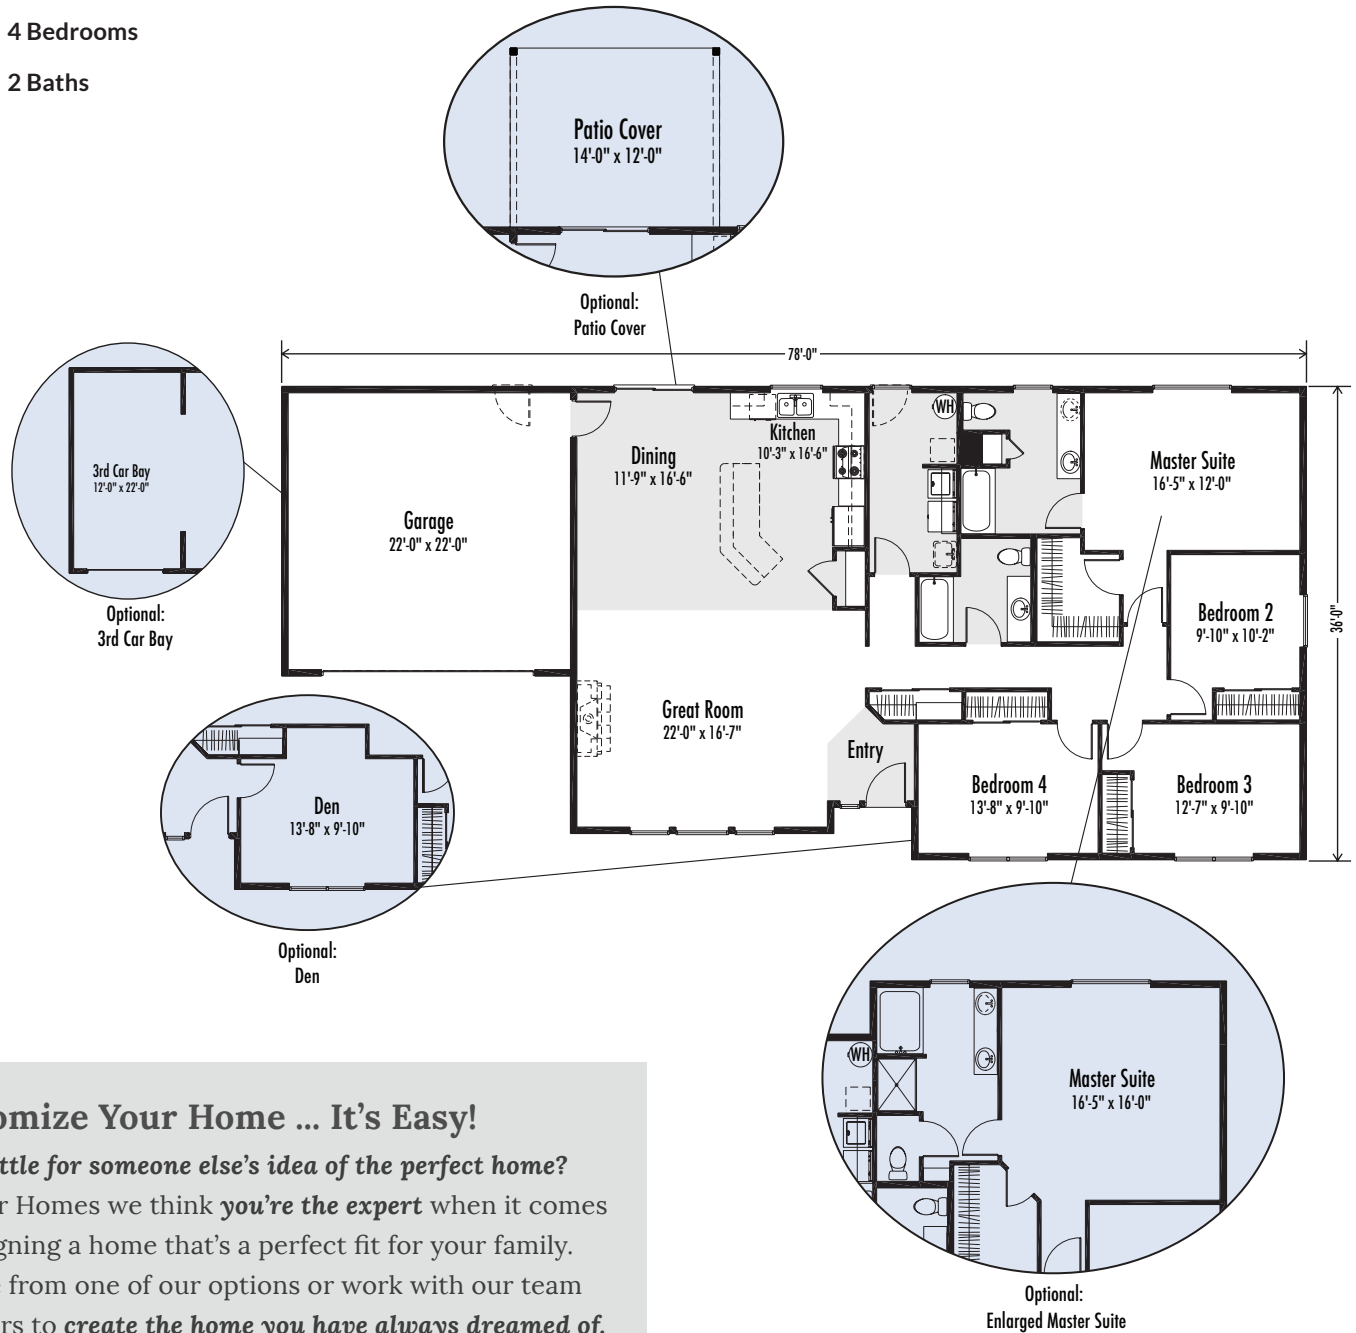 4 Bedrooms
2 Baths
Patio Cover
14'-0" x 12'-0"
Optional:
Patio Cover
78'-0"
3rd Car Bay
12'-0" x 22'-0"
Optional:
3rd Car Bay
Garage
22'-0" x 22'-0"
Dining
11'-9" x 16'-6"
Kitchen
10'-3" x 16'-6"
WH
Master Suite
16'-5" x 12'-0"
Bedroom 2
9'-10" x 10'-2"
36'-0"
Great Room
22'-0" x 16'-7"
Entry
Bedroom 4
13'-8" x 9'-10"
Bedroom 3
12'-7" x 9'-10"
Den
13'-8" x 9'-10"
Optional:
Den
WH
Master Suite
16'-5" x 16'-0"
Optional:
Enlarged Master Suite
omize Your Home ... It's Easy!
ttle for someone else's idea of the perfect home?
r Homes we think you're the expert when it comes
gning a home that's a perfect fit for your family.
from one of our options or work with our team
rs to create the home you have always dreamed of.